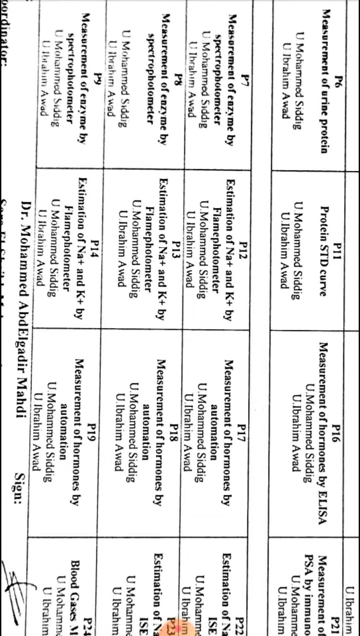 U Ibrahim
P6
Measurement of urine protein
U Mohammed Siddig
U Ibrahim Awad
P11
Protein STD curve
U.Mohammed Siddig
U.Ibrahim Awad
P16
Measurement of hormones by ELISA
U.Mohammed Siddig
U.Ibrahim Awad
P21
Measurement
PSA by immuno
U Mohamme
U Ibrahim
P7
Measurement of enzyme by
spectrophotometer
U Mohammed Siddig
U Ibrahim Awad
P12
Estimation of Na+ and K+ by
Flamephotometer
U.Mohammed Siddig
U.Ibrahim Awad
P17
Measurement of hormones by
automation
U.Mohammed Siddig
U.Ibrahim Awad
P22
Estimation of Na
ISE
U.Mohamm
U Ibrahim
P8
Measurement of enzyme by
spectrophotometer
U Mohammed Siddig
U Ibrahim Awad
P13
Estimation of Na+ and K+ by
Flamephotometer
U.Mohammed Siddig
U.Ibrahim Awad
P18
Measurement of hormones by
automation
U.Mohammed Siddig
U.Ibrahim Awad
P23
Estimation of
ISE
U Mohamm
U Ibrahim
P9
Measurement of enzyme by
spectrophotometer
U Mohammed Siddig
U Ibrahim Awad
P14
Estimation of Na+ and K+ by
Flamephotometer
U.Mohammed Siddig
U.Ibrahim Awad
P19
Measurement of hormones by
automation
U.Mohammed Siddig
U.Ibrahim Awad
P24
Blood Gases M
U Mohamme
U Ibrahim
oordinator:
Dr. Mohammed AbdElgadir Mahdi
Sign: